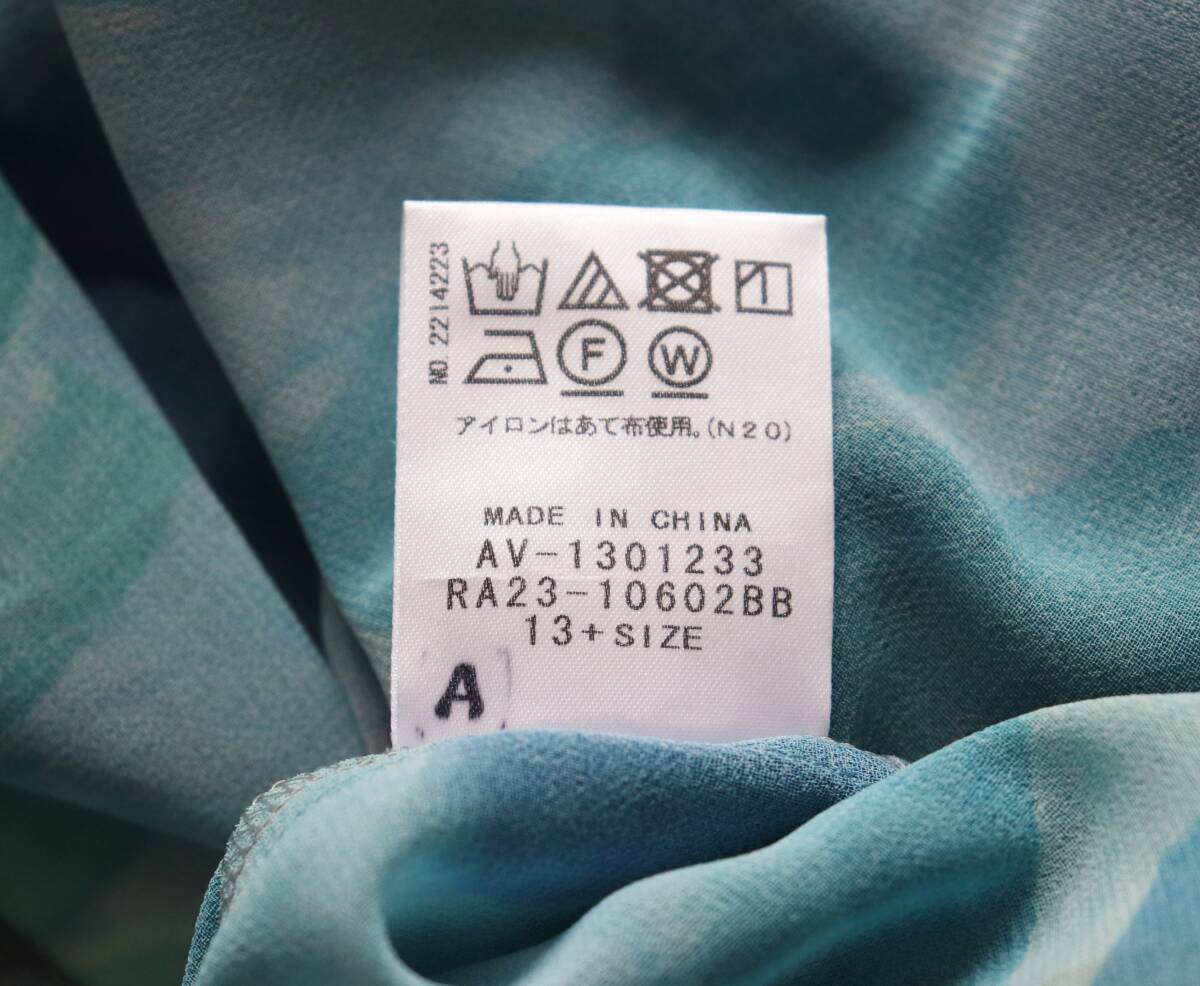 NO.2214223
F W
アイロンはあて布使用。(N20)
MADE IN CHINA
AV-1301233
RA23-10602BB
13+SIZE
A